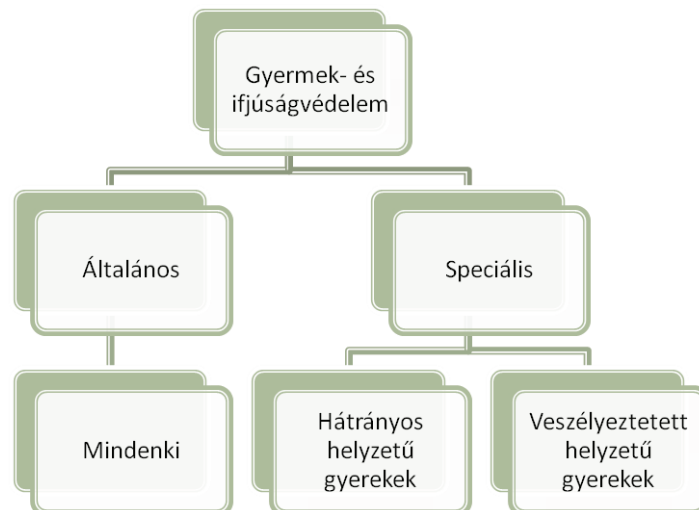 Gyermek- és
ifjúságvédelem
Általános
Speciális
Mindenki
Hátrányos
helyzetű
gyerekek
Veszélyeztetett
helyzetű
gyerekek